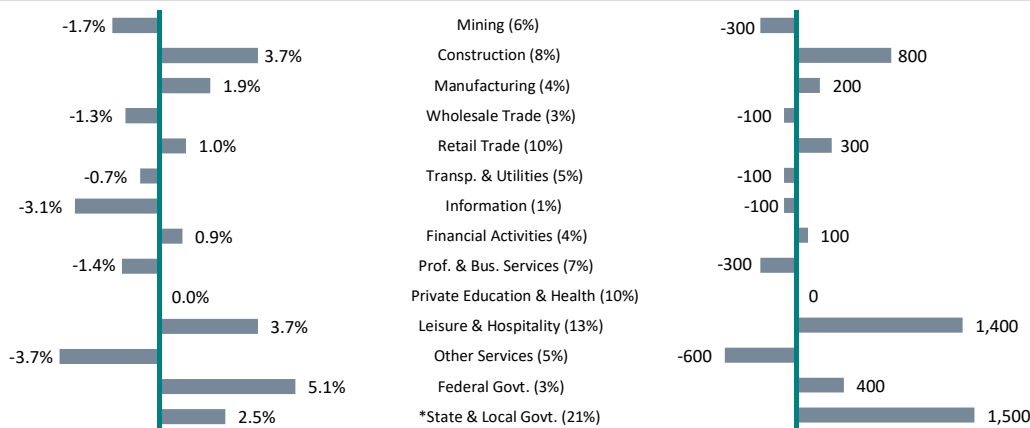 -1.7% Mining (6%) -300
3.7% Construction (8%) 800
1.9% Manufacturing (4%) 200
-1.3% Wholesale Trade (3%) -100
1.0% Retail Trade (10%) 300
-0.7% Transp. & Utilities (5%) -100
-3.1% Information (1%) -100
0.9% Financial Activities (4%) 100
-1.4% Prof. & Bus. Services (7%) -300
0.0% Private Education & Health (10%) 0
3.7% Leisure & Hospitality (13%) 1,400
-3.7% Other Services (5%) -600
5.1% Federal Govt. (3%) 400
2.5% *State & Local Govt. (21%) 1,500